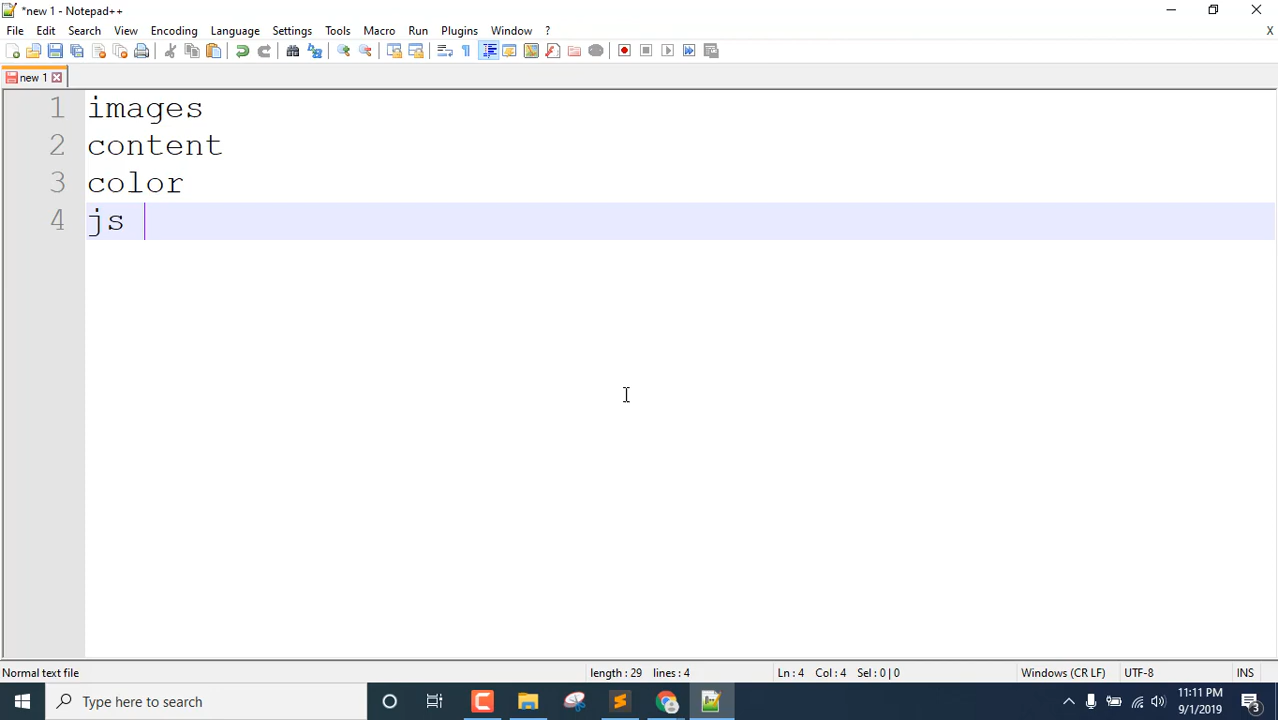 *new 1 - Notepad++
File Edit Search View Encoding Language Settings Tools Macro Run Plugins Window ? X
new 1
1 images
2 content
3 color
4 js
Normal text file length : 29 lines : 4 Ln : 4 Col : 4 Sel : 0 | 0 Windows (CR LF) UTF-8 INS
Type here to search
11:11 PM
9/1/2019
3